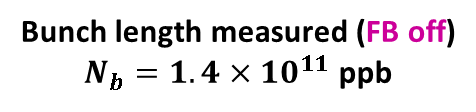 Bunch length measured (FB off)
N_b = 1.4 × 10^11 ppb